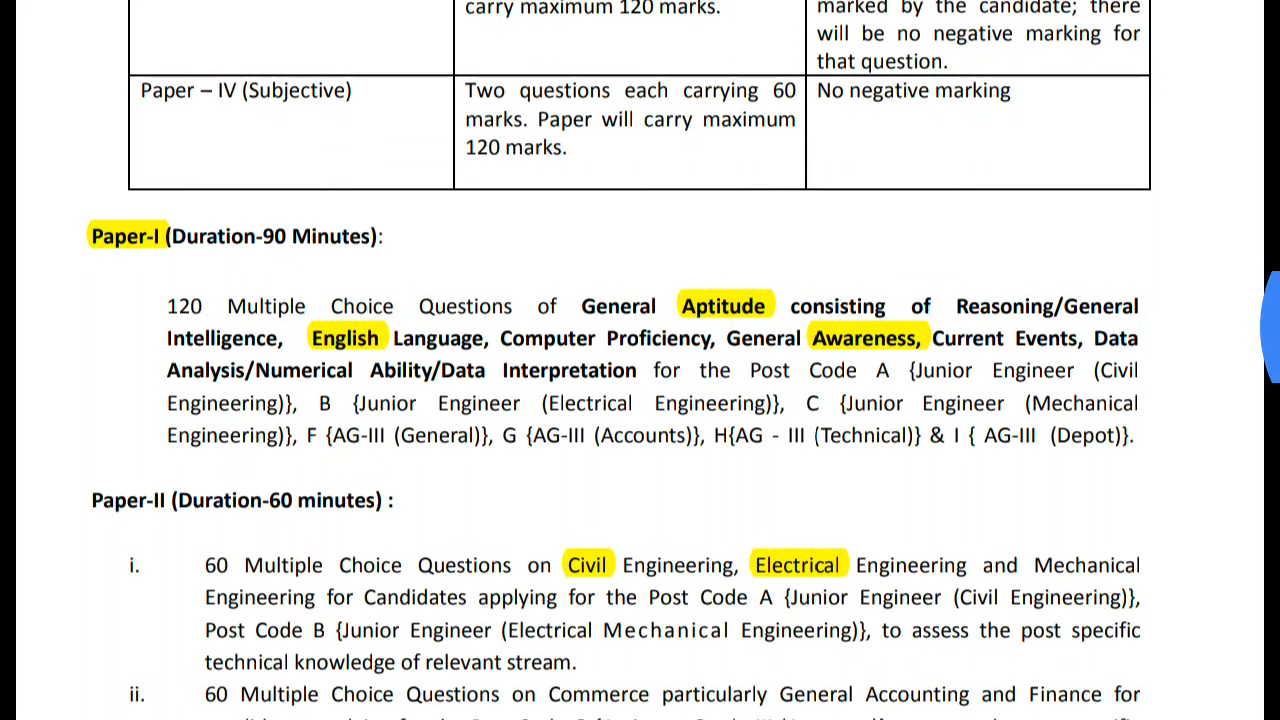 carry maximum 120 marks.
marked by the candidate; there
will be no negative marking for
that question.
Paper – IV (Subjective)
Two questions each carrying 60
marks. Paper will carry maximum
120 marks.
No negative marking
Paper-I (Duration-90 Minutes):
120 Multiple Choice Questions of General Aptitude consisting of Reasoning/General
Intelligence, English Language, Computer Proficiency, General Awareness, Current Events, Data
Analysis/Numerical Ability/Data Interpretation for the Post Code A {Junior Engineer (Civil
Engineering)}, B {Junior Engineer (Electrical Engineering)}, C {Junior Engineer (Mechanical
Engineering)}, F {AG-III (General)}, G {AG-III (Accounts)}, H{AG - III (Technical)} & I { AG-III (Depot)}.
Paper-II (Duration-60 minutes) :
i. 60 Multiple Choice Questions on Civil Engineering, Electrical Engineering and Mechanical
Engineering for Candidates applying for the Post Code A {Junior Engineer (Civil Engineering)},
Post Code B {Junior Engineer (Electrical Mechanical Engineering)}, to assess the post specific
technical knowledge of relevant stream.
ii. 60 Multiple Choice Questions on Commerce particularly General Accounting and Finance for